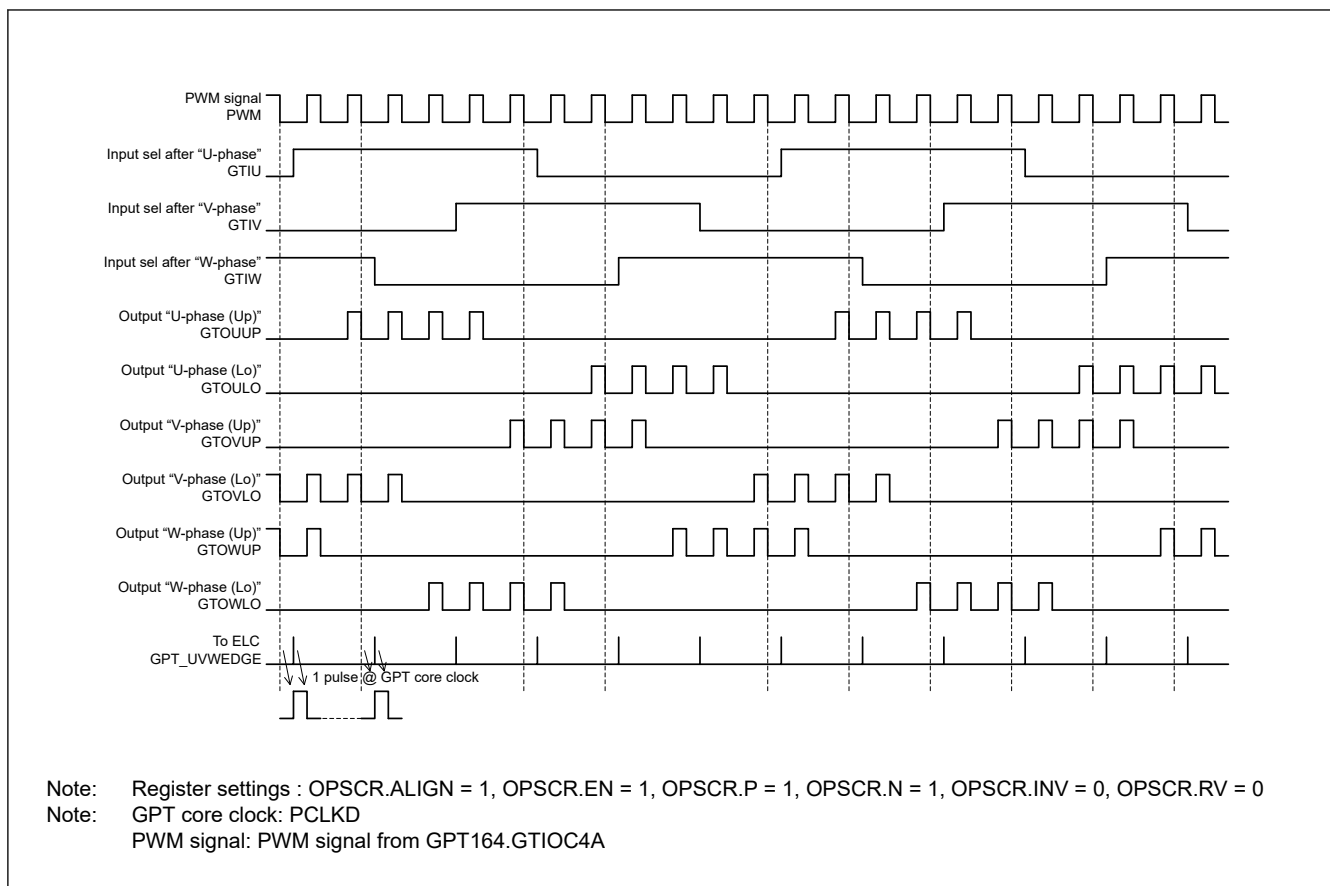 PWM signal
PWM
Input sel after “U-phase”
GTIU
Input sel after “V-phase”
GTIV
Input sel after “W-phase”
GTIW
Output “U-phase (Up)”
GTOUUP
Output “U-phase (Lo)”
GTOULO
Output “V-phase (Up)”
GTOVUP
Output “V-phase (Lo)”
GTOVLO
Output “W-phase (Up)”
GTOWUP
Output “W-phase (Lo)”
GTOWLO
To ELC
GPT_UVWEDGE
1 pulse @ GPT core clock
Note: Register settings : OPSCR.ALIGN = 1, OPSCR.EN = 1, OPSCR.P = 1, OPSCR.N = 1, OPSCR.INV = 0, OPSCR.RV = 0
Note: GPT core clock: PCLKD
PWM signal: PWM signal from GPT164.GTIOC4A